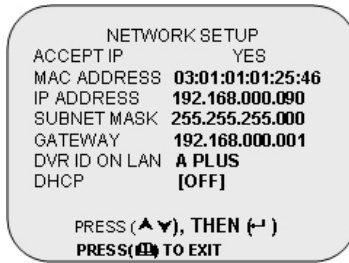 NETWORK SETUP
ACCEPT IP YES
MAC ADDRESS 03:01:01:01:25:46
IP ADDRESS 192.168.000.090
SUBNET MASK 255.255.255.000
GATEWAY 192.168.000.001
DVR ID ON LAN A PLUS
DHCP [OFF]
PRESS (⮝⮟), THEN (↵)
PRESS(🕮) TO EXIT